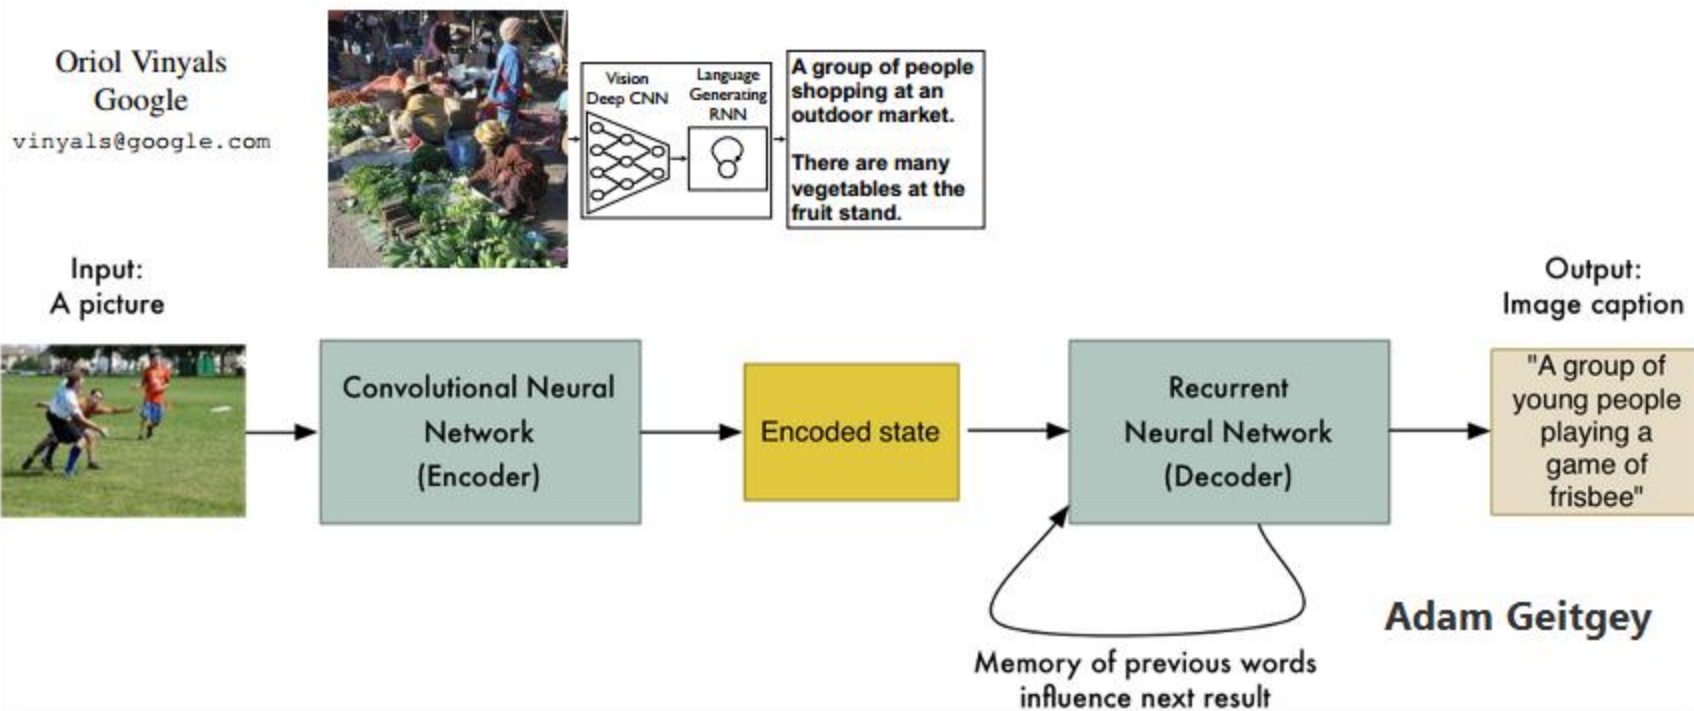 Oriol Vinyals
Google
vinyals@google.com
Vision
Deep CNN
Language
Generating
RNN
A group of people
shopping at an
outdoor market.
There are many
vegetables at the
fruit stand.
Input:
A picture
Output:
Image caption
Convolutional Neural
Network
(Encoder)
Encoded state
Recurrent
Neural Network
(Decoder)
"A group of
young people
playing a
game of
frisbee"
Memory of previous words
influence next result
Adam Geitgey